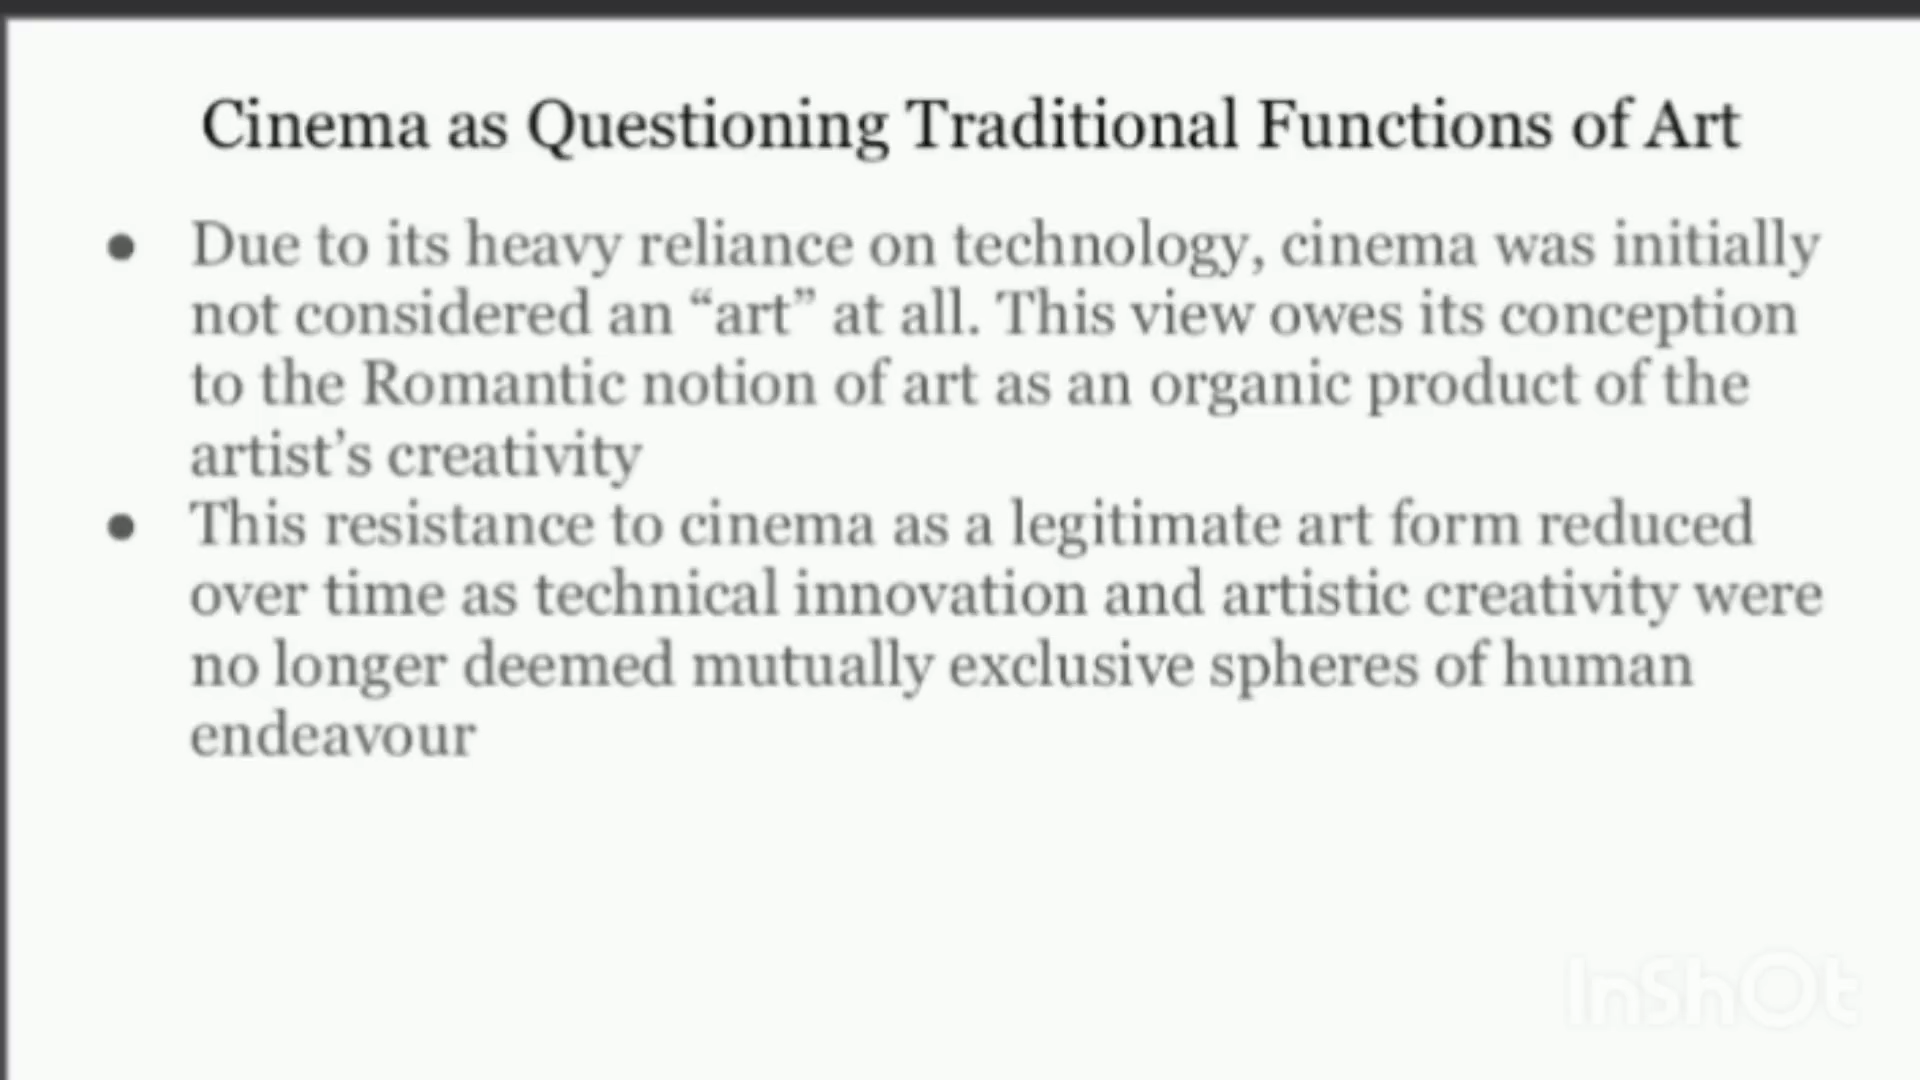 Cinema as Questioning Traditional Functions of Art
● Due to its heavy reliance on technology, cinema was initially
not considered an “art” at all. This view owes its conception
to the Romantic notion of art as an organic product of the
artist’s creativity
● This resistance to cinema as a legitimate art form reduced
over time as technical innovation and artistic creativity were
no longer deemed mutually exclusive spheres of human
endeavour
InShOt